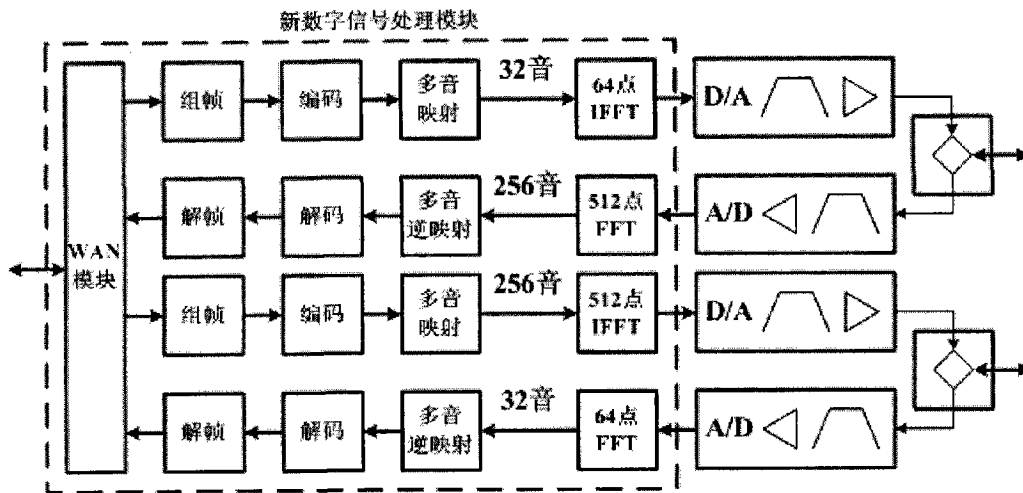 新数字信号处理模块
WAN
模块
组帧
编码
多音
映射
32音
64点
IFFT
D/A
解帧
解码
多音
逆映射
256音
512点
FFT
A/D
组帧
编码
多音
映射
256音
512点
IFFT
D/A
解帧
解码
多音
逆映射
32音
64点
FFT
A/D